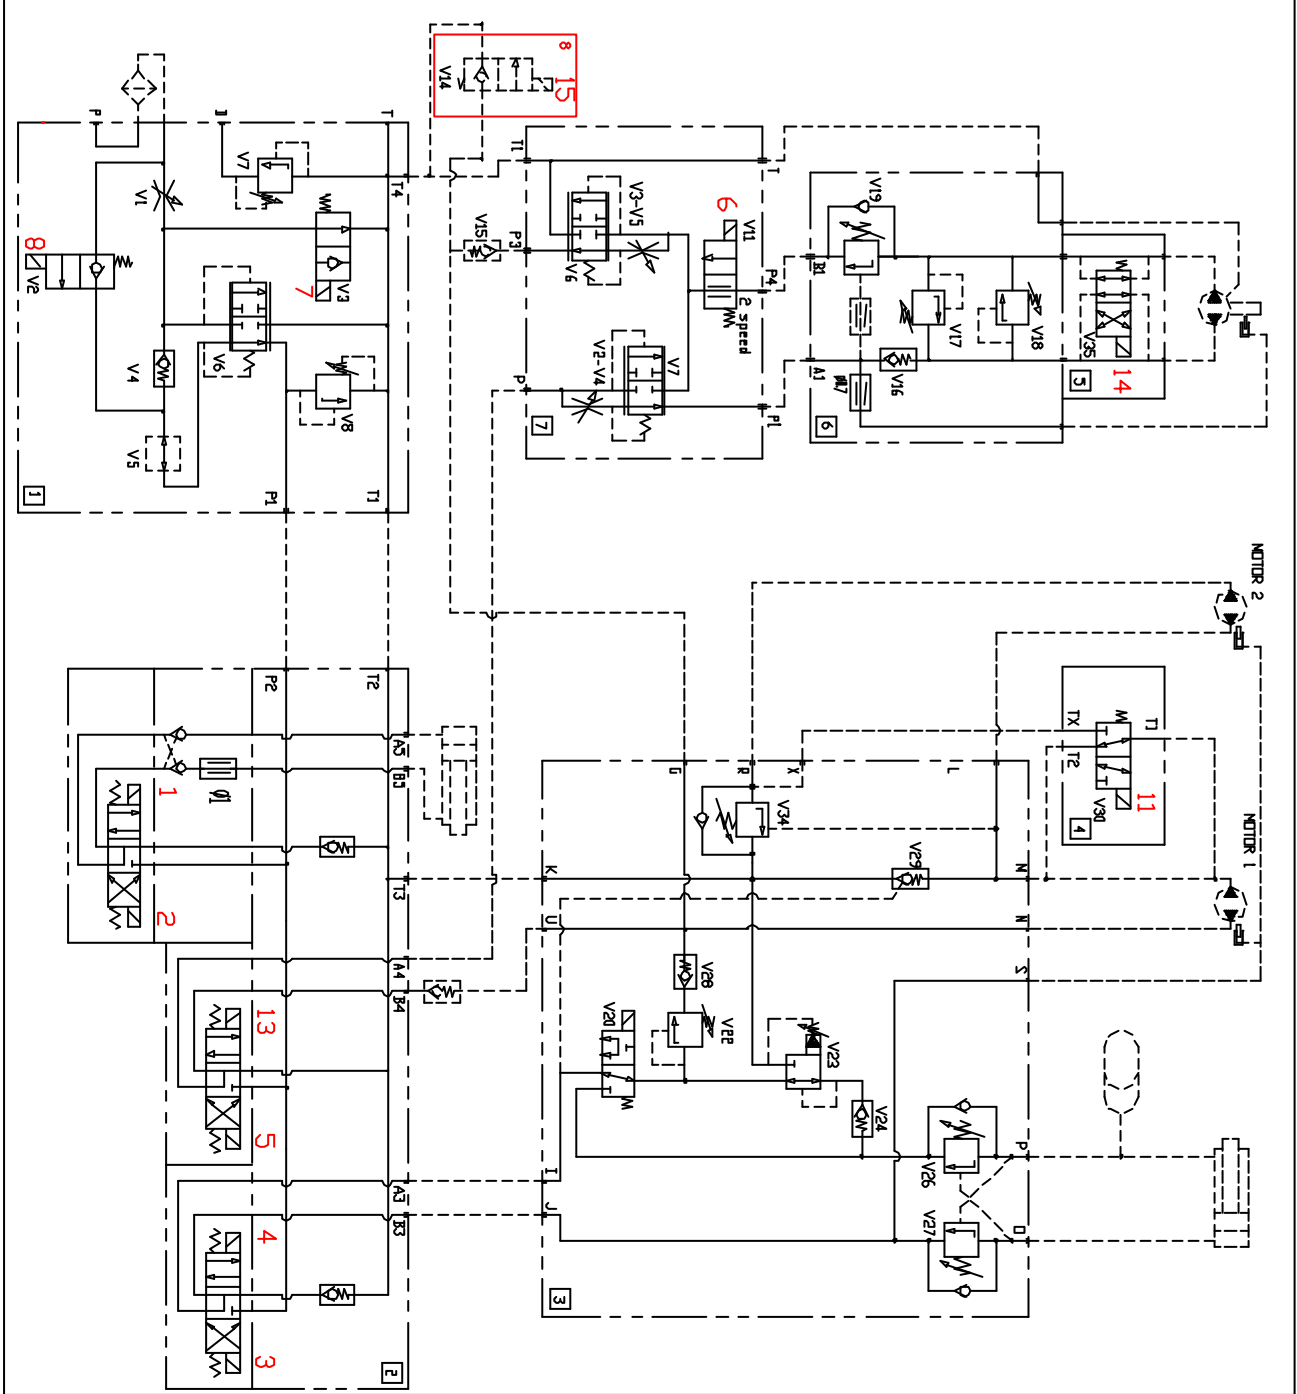 8
15
V14
P
D
T
V7
T4
V1
8
V2
V3
7
V6
V4
V8
V5
P1
T1
1
T1
P3
V15
V3-V5
V6
6
V11
P4
T
2 speed
V2-V4
V7
P
P1
7
V19
B1
V17
V18
V16
A1
6
V35
14
5
MOTOR 2
MOTOR 1
P2
T2
A5
B5
1
2
T3
A4
B4
13
5
A3
B3
4
3
2
G
R
X
L
V34
V29
K
M
U
N
S
V28
V22
V20
V23
V24
I
J
V26
V27
P
O
3
TX
T1
T2
11
V30
4